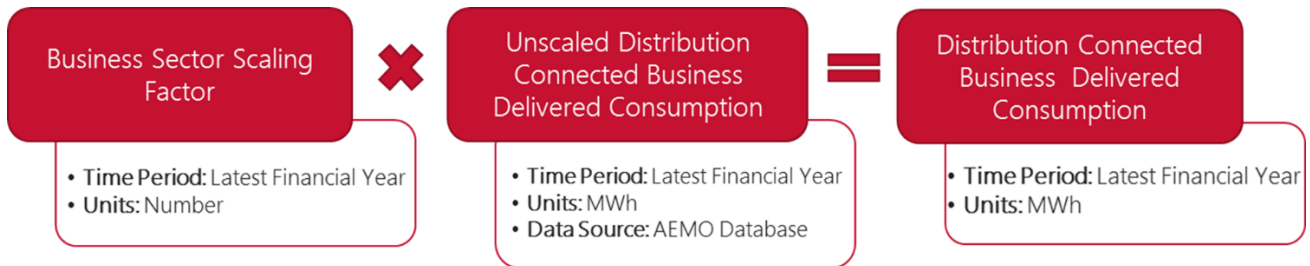 Business Sector Scaling
Factor
• Time Period: Latest Financial Year
• Units: Number
Unscaled Distribution
Connected Business
Delivered Consumption
• Time Period: Latest Financial Year
• Units: MWh
• Data Source: AEMO Database
Distribution Connected
Business Delivered
Consumption
• Time Period: Latest Financial Year
• Units: MWh